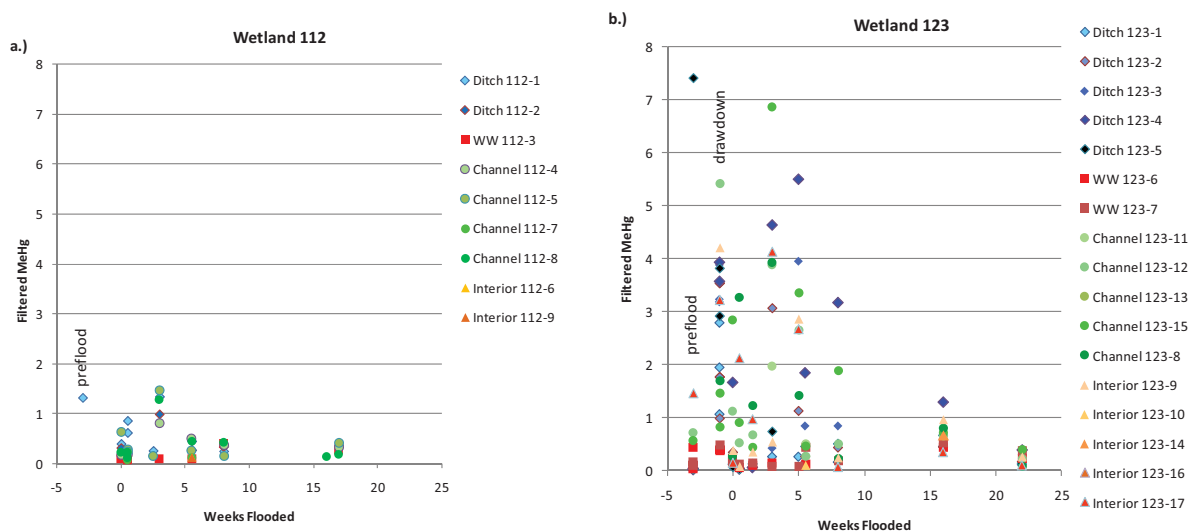 a.)
Wetland 112
Filtered MeHg
8
7
6
5
4
3
2
1
0
preflood
-5
0
5
10
15
20
25
Weeks Flooded
Ditch 112-1
Ditch 112-2
WW 112-3
Channel 112-4
Channel 112-5
Channel 112-7
Channel 112-8
Interior 112-6
Interior 112-9
b.)
Wetland 123
Filtered MeHg
8
7
6
5
4
3
2
1
0
preflood
drawdown
-5
0
5
10
15
20
25
Weeks Flooded
Ditch 123-1
Ditch 123-2
Ditch 123-3
Ditch 123-4
Ditch 123-5
WW 123-6
WW 123-7
Channel 123-11
Channel 123-12
Channel 123-13
Channel 123-15
Channel 123-8
Interior 123-9
Interior 123-10
Interior 123-14
Interior 123-16
Interior 123-17